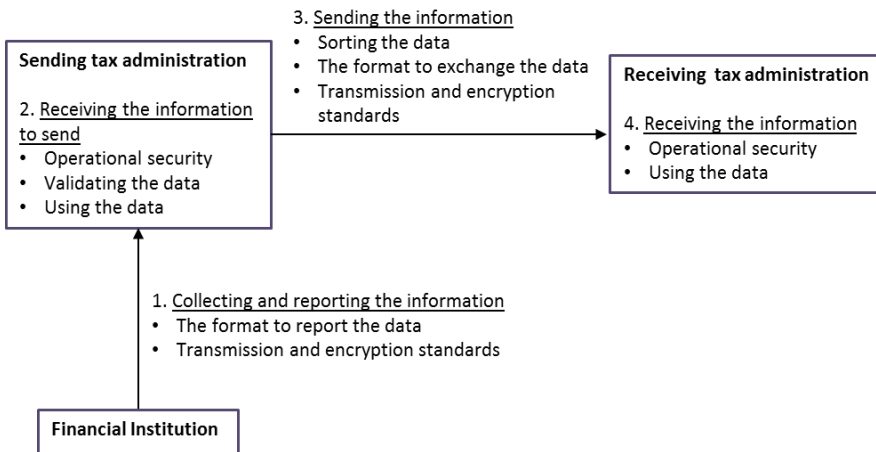 3. Sending the information
• Sorting the data
• The format to exchange the data
• Transmission and encryption
standards
Sending tax administration
2. Receiving the information
to send
• Operational security
• Validating the data
• Using the data
Receiving tax administration
4. Receiving the information
• Operational security
• Using the data
1. Collecting and reporting the information
• The format to report the data
• Transmission and encryption standards
Financial Institution